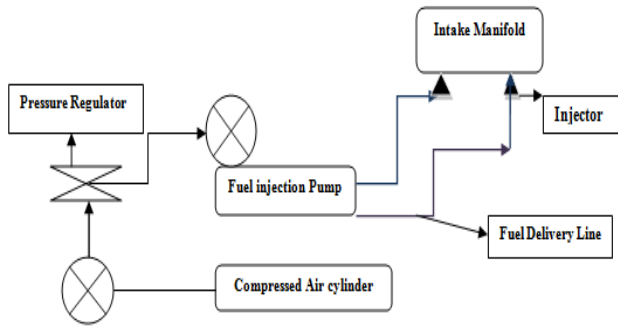 Intake Manifold
Pressure Regulator
Injector
Fuel injection Pump
Fuel Delivery Line
Compressed Air cylinder